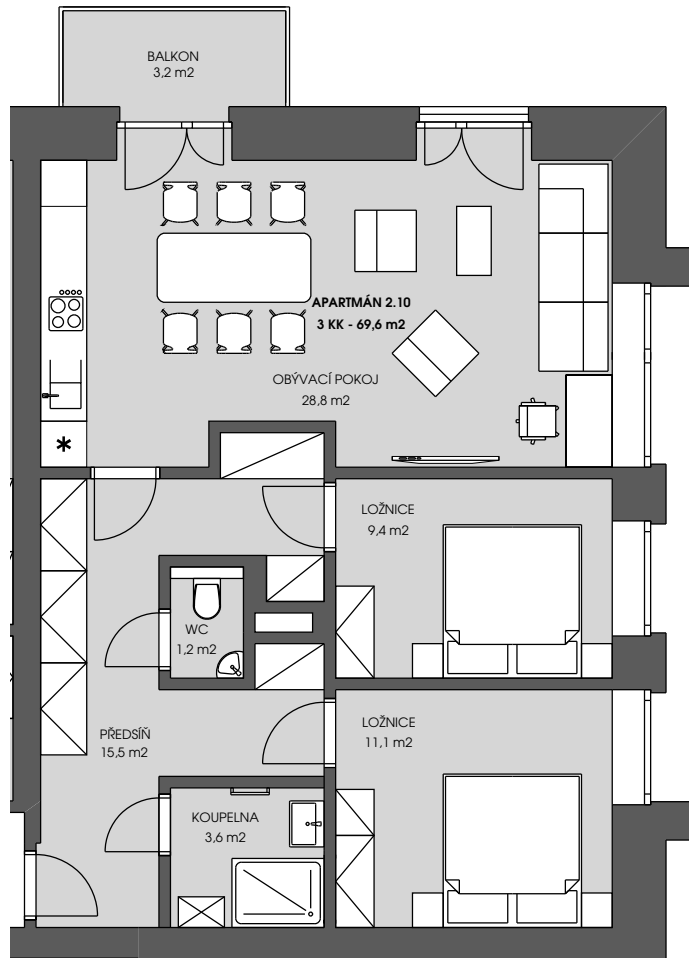 BALKON
3,2 m2
APARTMÁN 2.10
3 KK - 69,6 m2
OBÝVACÍ POKOJ
28,8 m2
LOŽNICE
9,4 m2
WC
1,2 m2
PŘEDSÍŇ
15,5 m2
LOŽNICE
11,1 m2
KOUPELNA
3,6 m2